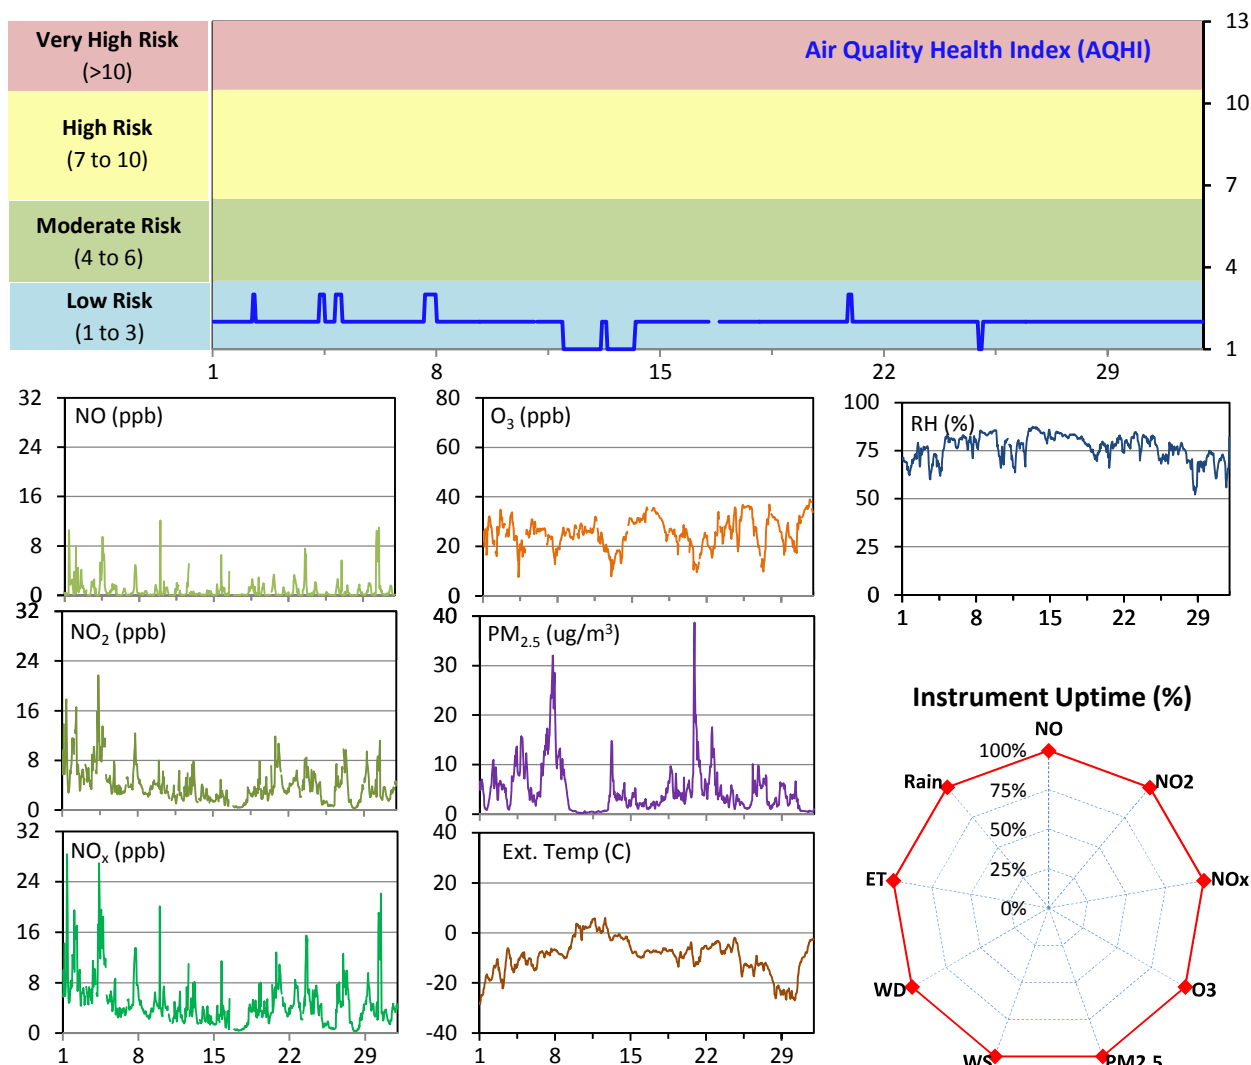 Very High Risk
(>10)
High Risk
(7 to 10)
Moderate Risk
(4 to 6)
Low Risk
(1 to 3)
Air Quality Health Index (AQHI)
13
10
7
4
1
1 8 15 22 29
NO (ppb)
32
24
16
8
0
O3 (ppb)
80
60
40
20
0
RH (%)
100
75
50
25
0
1 8 15 22 29
NO2 (ppb)
32
24
16
8
0
PM2.5 (ug/m³)
40
30
20
10
0
NOx (ppb)
32
24
16
8
0
1 8 15 22 29
Ext. Temp (C)
40
20
0
-20
-40
1 8 15 22 29
Instrument Uptime (%)
NO
NO2
NOx
O3
PM2.5
WS
WD
ET
Rain
100%
75%
50%
25%
0%